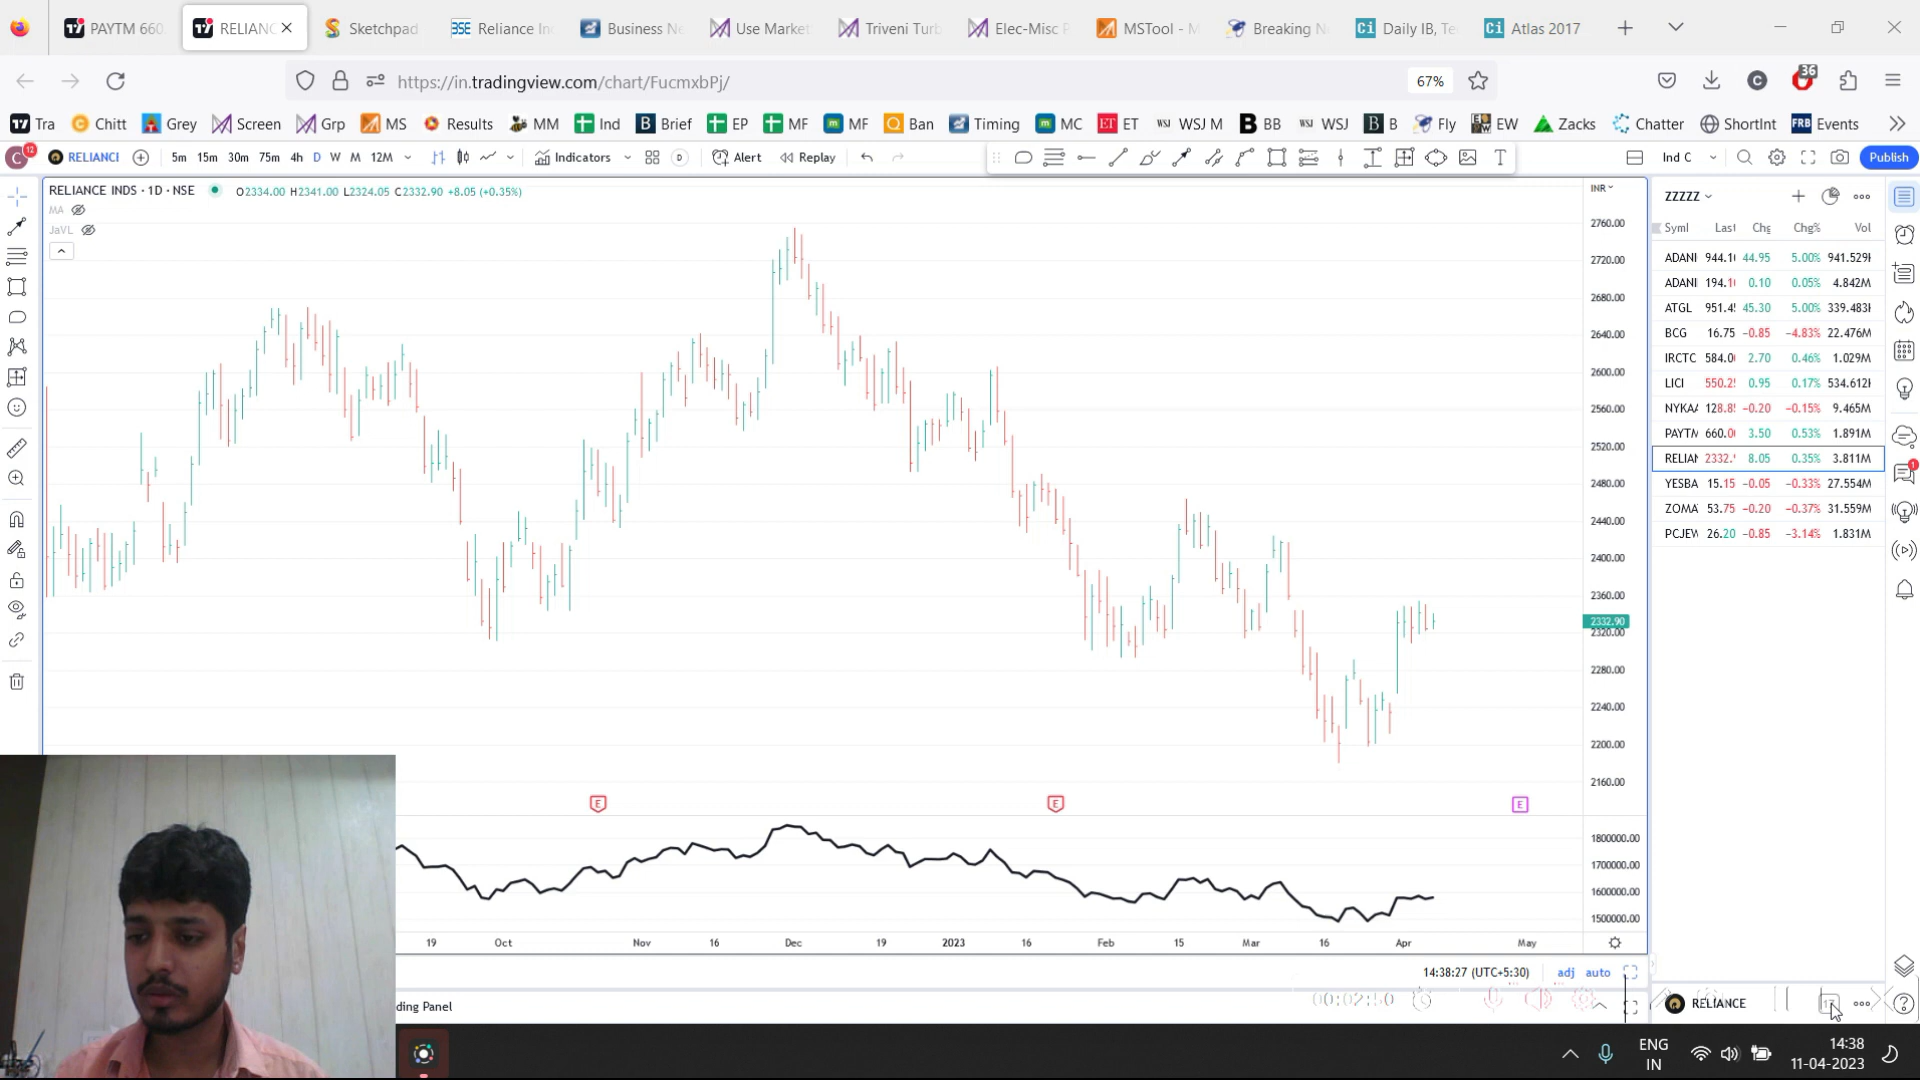 PAYTM 660.
RELIANC
Sketchpad
BSE Reliance In
Business Ne
Use Market
Triveni Turb
Elec-Misc P
MSTool - M
Breaking N
Ci Daily IB, Te
Ci Atlas 2017
https://in.tradingview.com/chart/FucmxbPj/
67%
36
Tra
Chitt
Grey
Screen
Grp
MS
Results
MM
Ind
Brief
EP
MF
MF
Ban
Timing
MC
ET ET
WSJ WSJ M
B BB
WSJ WSJ
B B
Fly
EW
Zacks
Chatter
ShortInt
FRB Events
C 12
RELIANCE
5m 15m 30m 75m 4h D W M 12M
Indicators
Alert
Replay
Ind C
Publish
RELIANCE INDS · 1D · NSE
O2334.00 H2341.00 L2324.05 C2332.90 +8.05 (+0.35%)
MA
JaVL
INR
2760.00
2720.00
2680.00
2640.00
2600.00
2560.00
2520.00
2480.00
2440.00
2400.00
2360.00
2332.90
2320.00
2280.00
2240.00
2200.00
2160.00
E E E
1800000.00
1700000.00
1600000.00
1500000.00
19 Oct Nov 16 Dec 19 2023 16 Feb 15 Mar 16 Apr May
14:38:27 (UTC+5:30) adj auto
ding Panel
00:02:50
ZZZZZ
Syml Last Chg Chg% Vol
ADANI 944.1 44.95 5.00% 941.529
ADANI 194.1 0.10 0.05% 4.842M
ATGL 951.4 45.30 5.00% 339.483
BCG 16.75 −0.85 −4.83% 22.476M
IRCTC 584.0 2.70 0.46% 1.029M
LICI 550.2 0.95 0.17% 534.612
NYKA 128.8 −0.20 −0.15% 9.465M
PAYTM 660.0 3.50 0.53% 1.891M
RELIAN 2332. 8.05 0.35% 3.811M
YESBA 15.15 −0.05 −0.33% 27.554M
ZOMA 53.75 −0.20 −0.37% 31.559M
PCJEW 26.20 −0.85 −3.14% 1.831M
RELIANCE
ENG
IN
14:38
11-04-2023